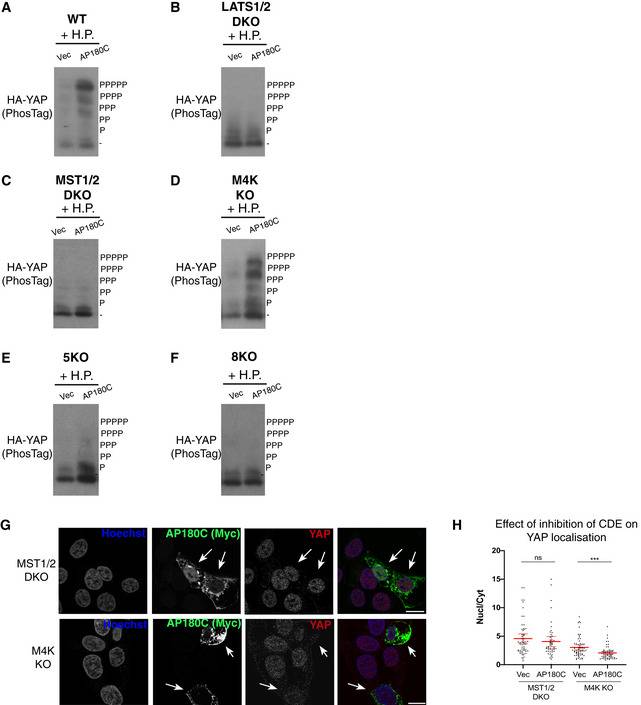 A
WT
+ H.P.
Vec AP180C
HA-YAP
(PhosTag)
PPPPP
PPPP
PPP
PP
P
-
B
LATS1/2
DKO
+ H.P.
Vec AP180C
HA-YAP
(PhosTag)
PPPPP
PPPP
PPP
PP
P
-
C
MST1/2
DKO
+ H.P.
Vec AP180C
HA-YAP
(PhosTag)
PPPPP
PPPP
PPP
PP
P
-
D
M4K
KO
+ H.P.
Vec AP180C
HA-YAP
(PhosTag)
PPPPP
PPPP
PPP
PP
P
-
E
5KO
+ H.P.
Vec AP180C
HA-YAP
(PhosTag)
PPPPP
PPPP
PPP
PP
P
-
F
8KO
+ H.P.
Vec AP180C
HA-YAP
(PhosTag)
PPPPP
PPPP
PPP
PP
P
-
G
Hoechst AP180C (Myc) YAP
MST1/2
DKO
Hoechst AP180C (Myc) YAP
M4K
KO
H
Effect of inhibition of CDE on
YAP localisation
Nucl/Cyt
20
15
10
5
0
ns
***
Vec AP180C Vec AP180C
MST1/2
DKO
M4K KO